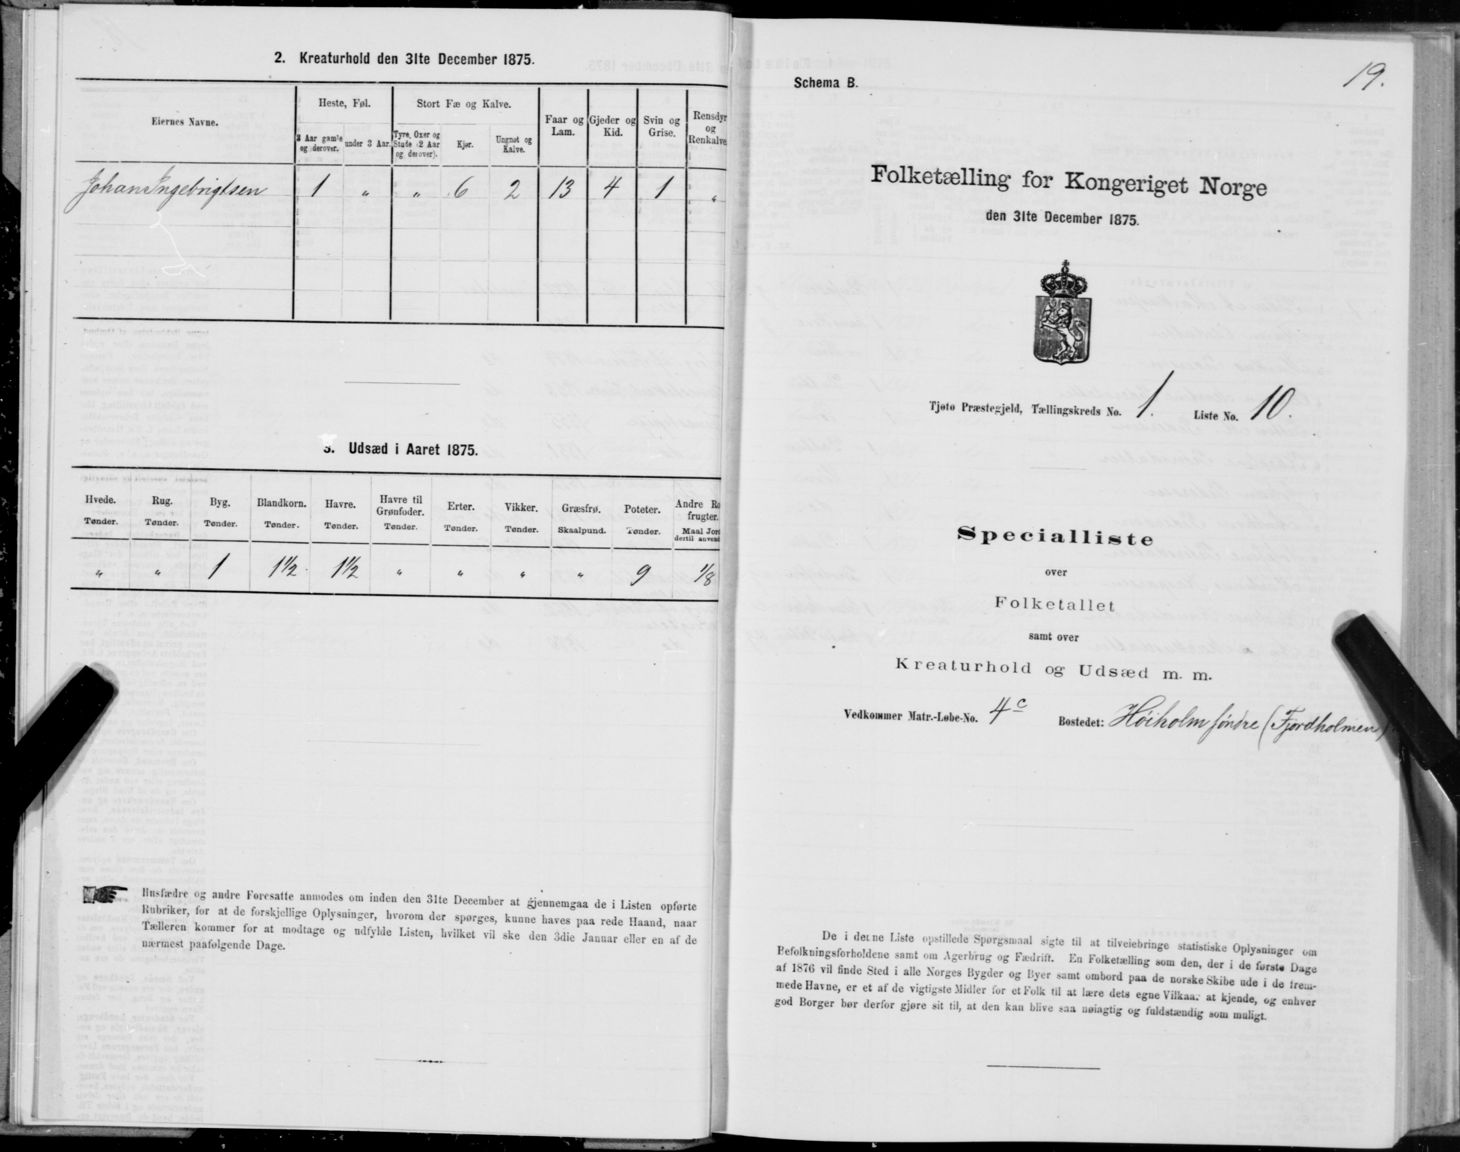 2. Kreaturhold den 31te December 1875.
Eiernes Navne.
Heste, Føl.
Stort Fæ og Kalve.
Faar og Lam.
Gjeder og Kid.
Svin og Grise.
Rensdyr og Renkalve
3 Aar gamle og derover.
under 3 Aar.
Tyre, Oxer og Stude (2 Aar og derover).
Kjør.
Ungnøt og Kalve.
Johan Ingebrigtsen 1 „ „ 6 2 13 4 1 „
3. Udsæd i Aaret 1875.
Hvede. Rug. Byg. Blandkorn. Havre. Havre til Grønfoder. Erter. Vikker. Græsfrø. Poteter. Andre Ro frugter.
Tønder. Tønder. Tønder. Tønder. Tønder. Tønder. Tønder. Tønder. Skaalpund. Tønder. Maal Jord dertil anvendt
„ „ 1 1½ 1½ „ „ „ „ 9 1/8
Husfædre og andre Foresatte anmodes om inden den 31te December at gjennemgaa de i Listen opførte
Rubriker, for at de forskjellige Oplysninger, hvorom der spørges, kunne haves paa rede Haand, naar
Tælleren kommer for at modtage og udfylde Listen, hvilket vil ske den 3die Januar eller en af de
nærmest paafølgende Dage.
Schema B.
19.
Folketælling for Kongeriget Norge
den 31te December 1875.
Tjøtø Præstegjeld, Tællingskreds No. 1. Liste No. 10.
Specialliste
over
Folketallet
samt over
Kreaturhold og Udsæd m. m.
Vedkommer Matr.-Løbe-No. 4c Bostedet: Høiholm søndre (Fjordholmen)
De i denne Liste opstillede Spørgsmaal sigte til at tilveiebringe statistiske Oplysninger om
Befolkningsforholdene samt om Agerbrug og Fædrift. En Folketælling som den, der i de første Dage
af 1876 vil finde Sted i alle Norges Bygder og Byer samt ombord paa de norske Skibe ude i de frem-
mede Havne, er et af de vigtigste Midler for et Folk til at lære dets egne Vilkaar at kjende, og enhver
god Borger bør derfor gjøre sit til, at den kan blive saa nøiagtig og fuldstændig som muligt.